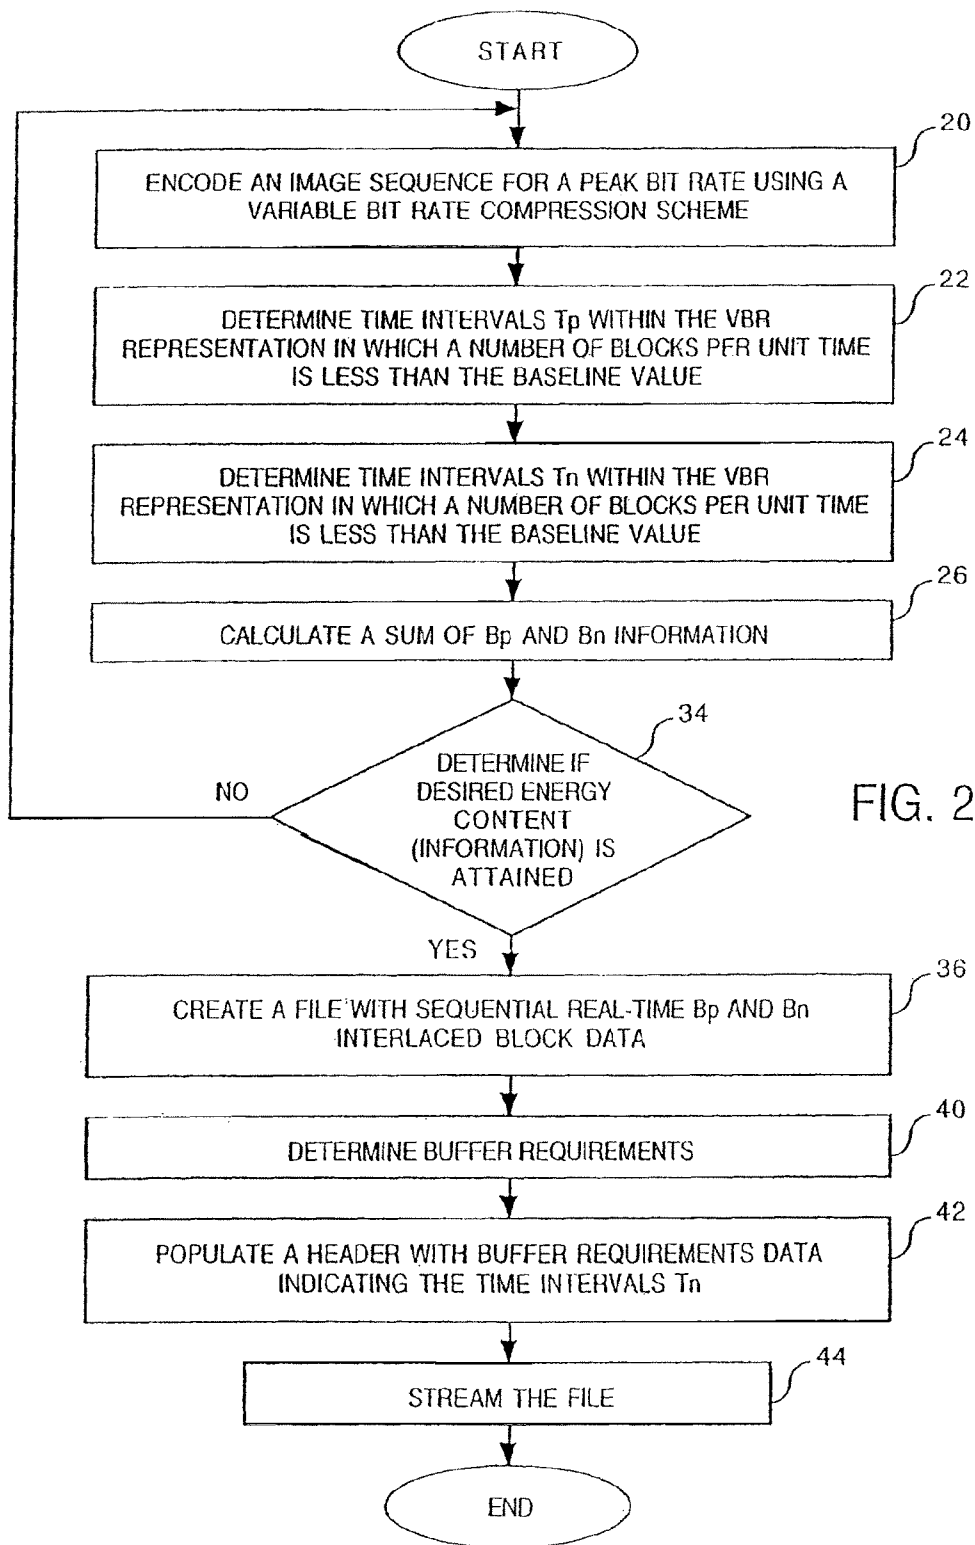 START
20
ENCODE AN IMAGE SEQUENCE FOR A PEAK BIT RATE USING A
VARIABLE BIT RATE COMPRESSION SCHEME
22
DETERMINE TIME INTERVALS Tp WITHIN THE VBR
REPRESENTATION IN WHICH A NUMBER OF BLOCKS PER UNIT TIME
IS LESS THAN THE BASELINE VALUE
24
DETERMINE TIME INTERVALS Tn WITHIN THE VBR
REPRESENTATION IN WHICH A NUMBER OF BLOCKS PER UNIT TIME
IS LESS THAN THE BASELINE VALUE
26
CALCULATE A SUM OF Bp AND Bn INFORMATION
34
DETERMINE IF
DESIRED ENERGY
CONTENT
(INFORMATION) IS
ATTAINED
NO
FIG. 2
YES
36
CREATE A FILE WITH SEQUENTIAL REAL-TIME Bp AND Bn
INTERLACED BLOCK DATA
40
DETERMINE BUFFER REQUIREMENTS
42
POPULATE A HEADER WITH BUFFER REQUIREMENTS DATA
INDICATING THE TIME INTERVALS Tn
44
STREAM THE FILE
END